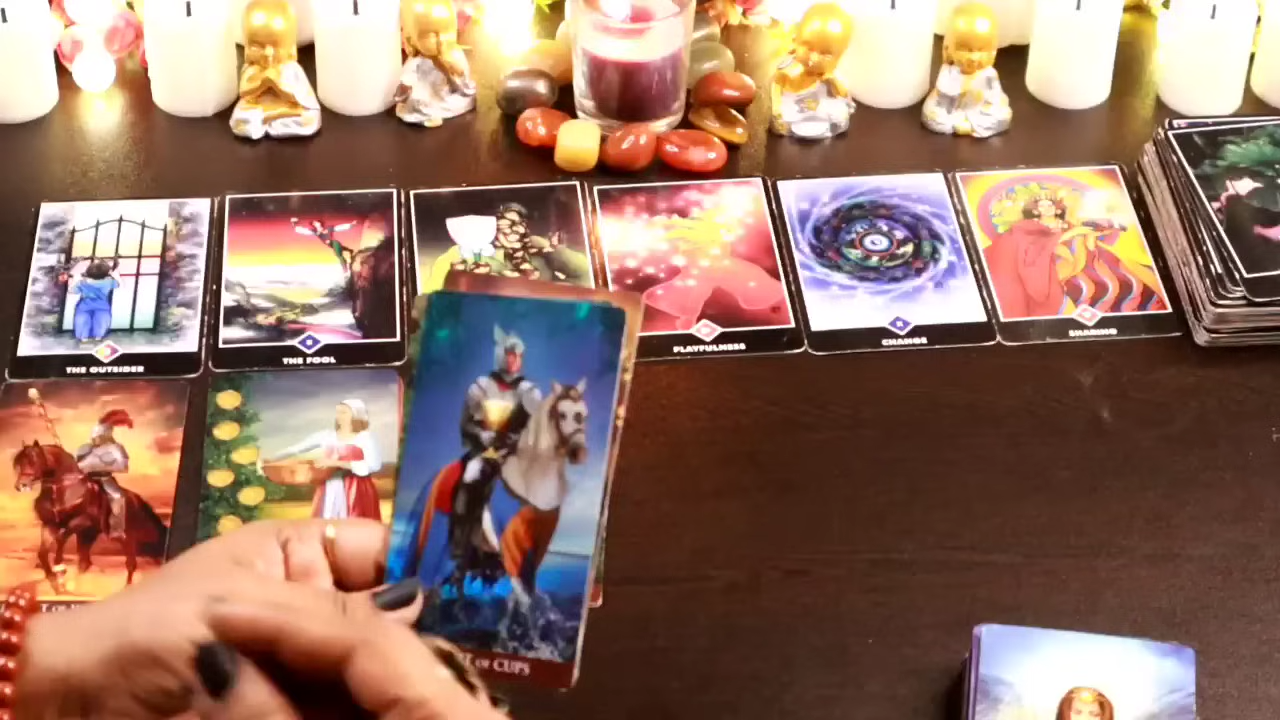 THE OUTSIDER
THE FOOL
PLAYFULNESS
CHANGE
SHARING
OF CUPS